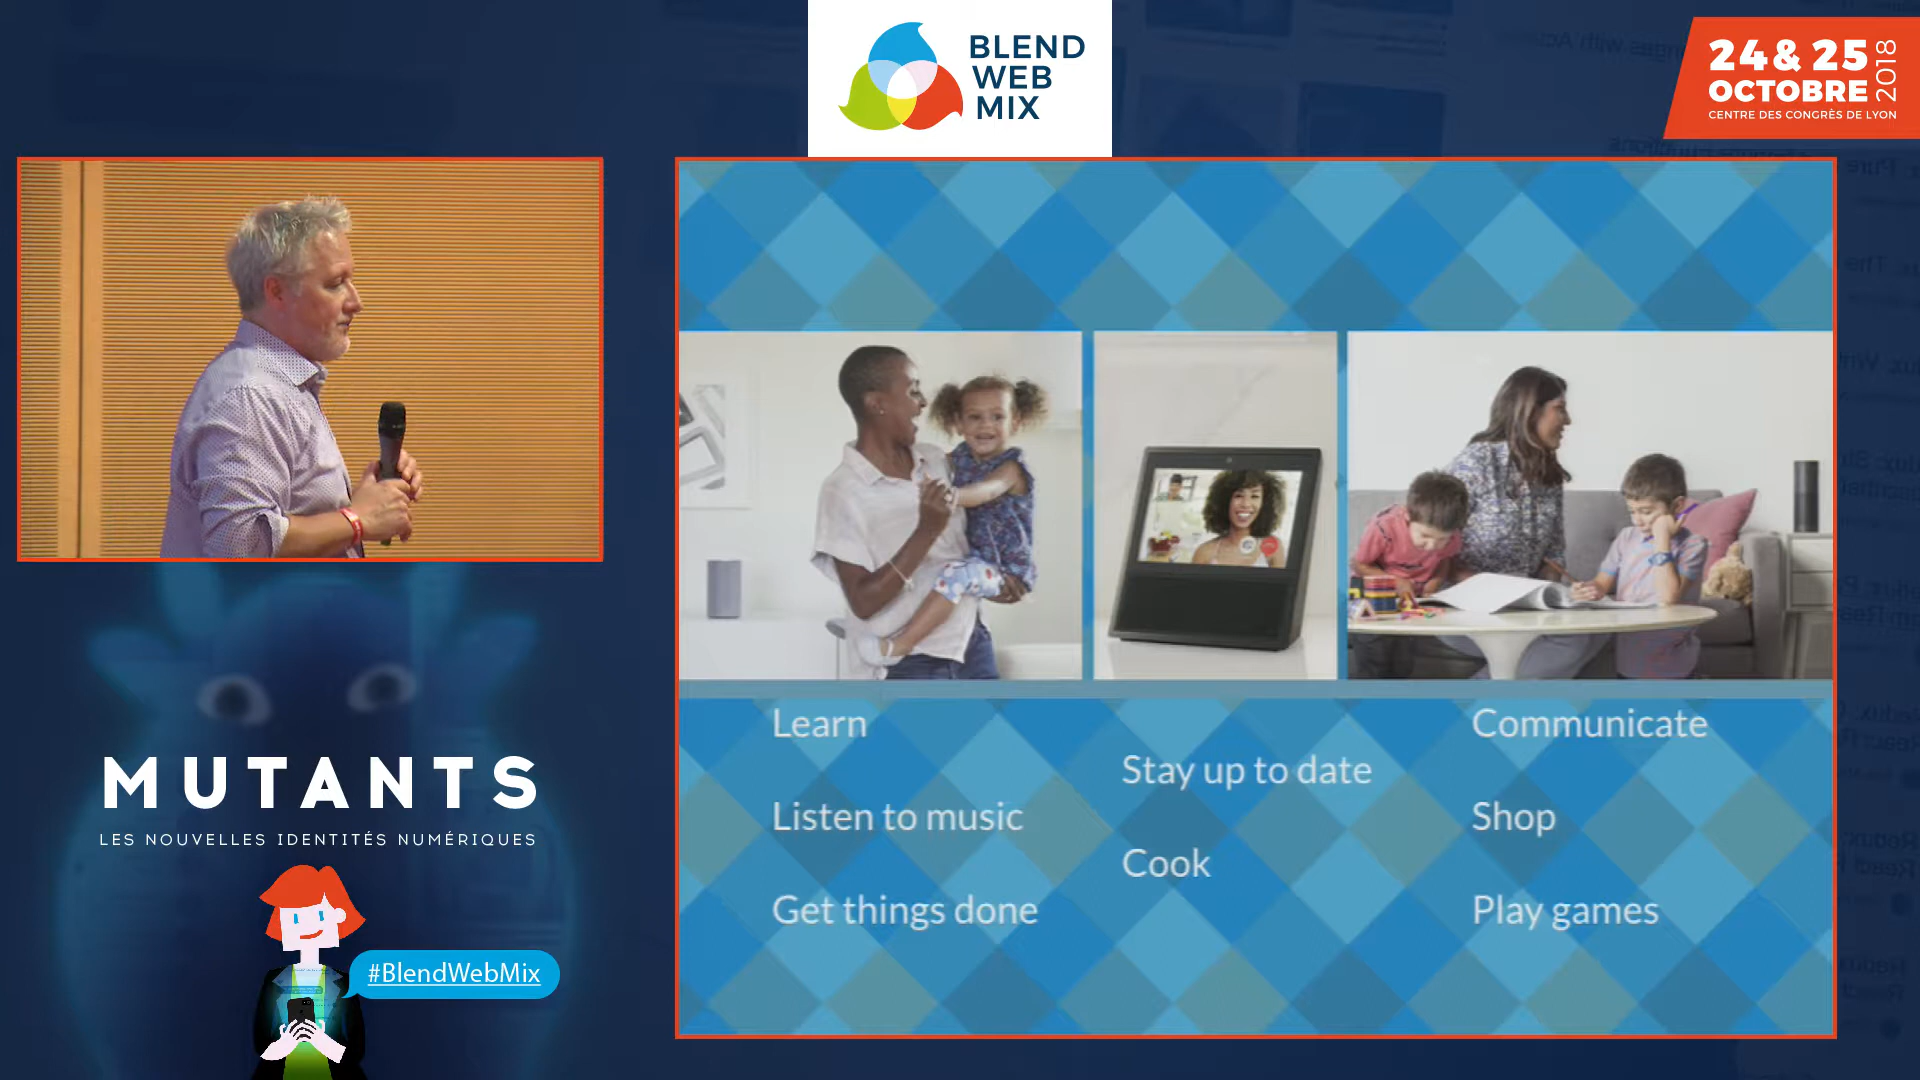 BLEND
WEB
MIX
24 & 25
OCTOBRE
2018
CENTRE DES CONGRÈS DE LYON
Learn
Communicate
Stay up to date
Listen to music
Shop
Cook
Get things done
Play games
MUTANTS
LES NOUVELLES IDENTITÉS NUMÉRIQUES
#BlendWebMix